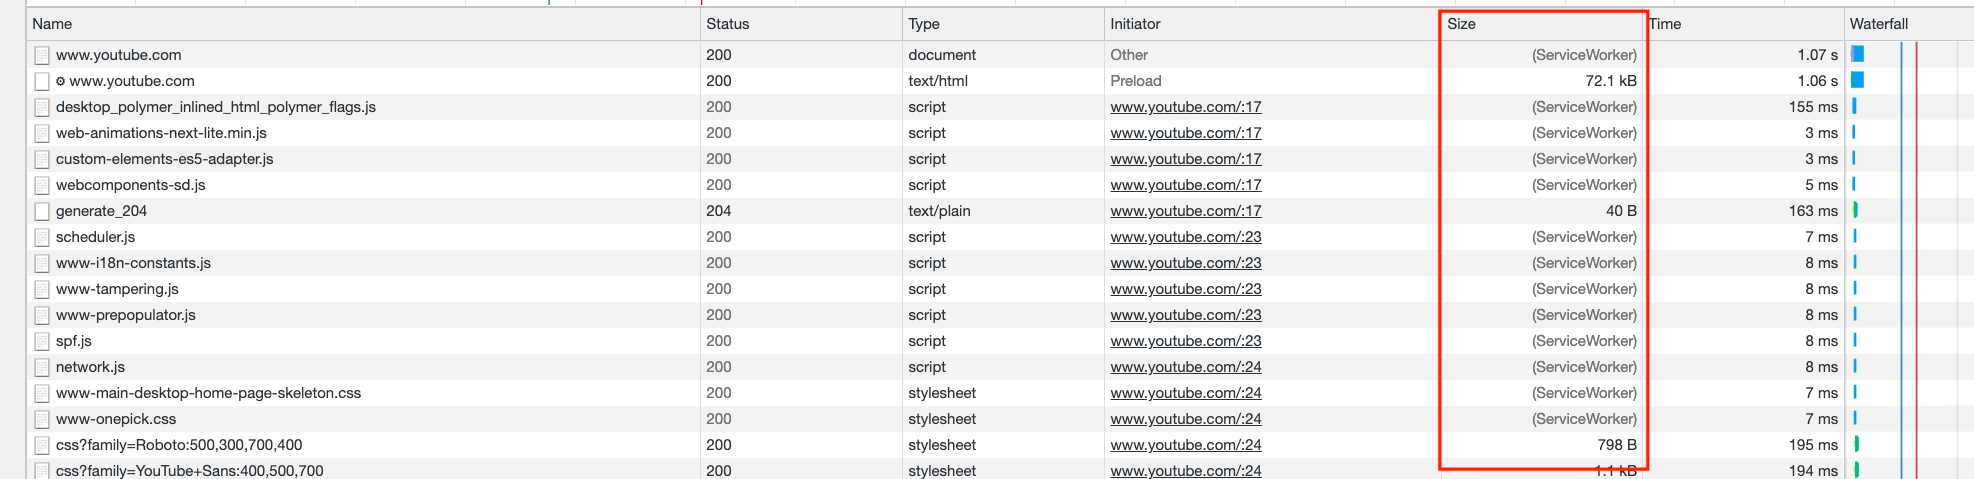 Name Status Type Initiator Size Time Waterfall
www.youtube.com 200 document Other (ServiceWorker) 1.07 s
⚙ www.youtube.com 200 text/html Preload 72.1 kB 1.06 s
desktop_polymer_inlined_html_polymer_flags.js 200 script www.youtube.com/:17 (ServiceWorker) 155 ms
web-animations-next-lite.min.js 200 script www.youtube.com/:17 (ServiceWorker) 3 ms
custom-elements-es5-adapter.js 200 script www.youtube.com/:17 (ServiceWorker) 3 ms
webcomponents-sd.js 200 script www.youtube.com/:17 (ServiceWorker) 5 ms
generate_204 204 text/plain www.youtube.com/:17 40 B 163 ms
scheduler.js 200 script www.youtube.com/:23 (ServiceWorker) 7 ms
www-i18n-constants.js 200 script www.youtube.com/:23 (ServiceWorker) 8 ms
www-tampering.js 200 script www.youtube.com/:23 (ServiceWorker) 8 ms
www-prepopulator.js 200 script www.youtube.com/:23 (ServiceWorker) 8 ms
spf.js 200 script www.youtube.com/:23 (ServiceWorker) 8 ms
network.js 200 script www.youtube.com/:24 (ServiceWorker) 8 ms
www-main-desktop-home-page-skeleton.css 200 stylesheet www.youtube.com/:24 (ServiceWorker) 7 ms
www-onepick.css 200 stylesheet www.youtube.com/:24 (ServiceWorker) 7 ms
css?family=Roboto:500,300,700,400 200 stylesheet www.youtube.com/:24 798 B 195 ms
css?family=YouTube+Sans:400,500,700 200 stylesheet www.youtube.com/:24 1.1 kB 194 ms